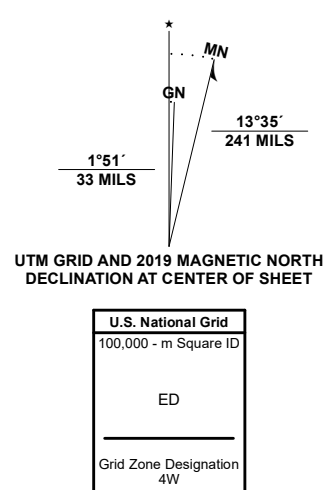 ★
MN
GN
13°35´
241 MILS
1°51´
33 MILS
UTM GRID AND 2019 MAGNETIC NORTH
DECLINATION AT CENTER OF SHEET
U.S. National Grid
100,000 - m Square ID
ED
Grid Zone Designation
4W